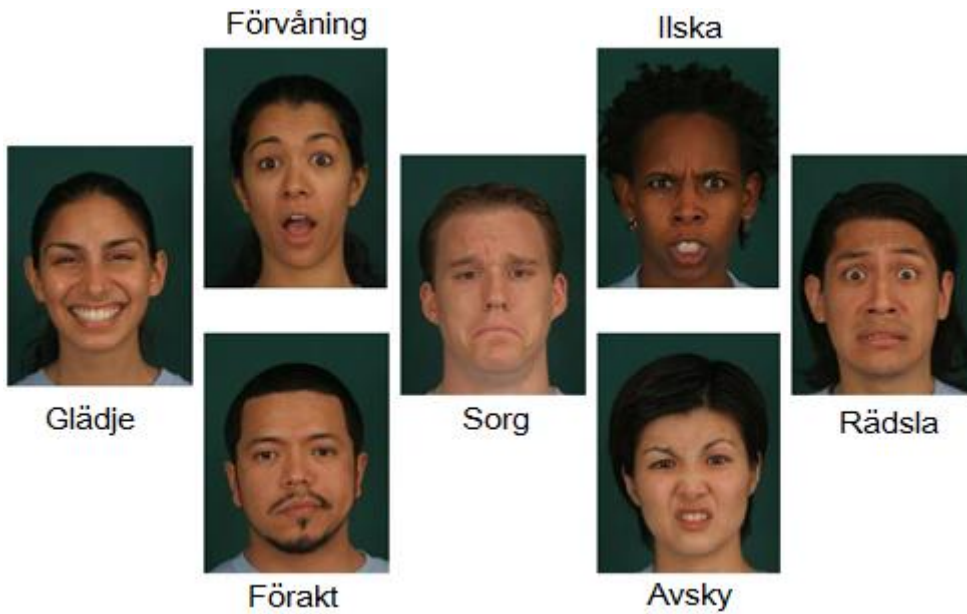 Förvåning
Ilska
Glädje
Sorg
Rädsla
Förakt
Avsky